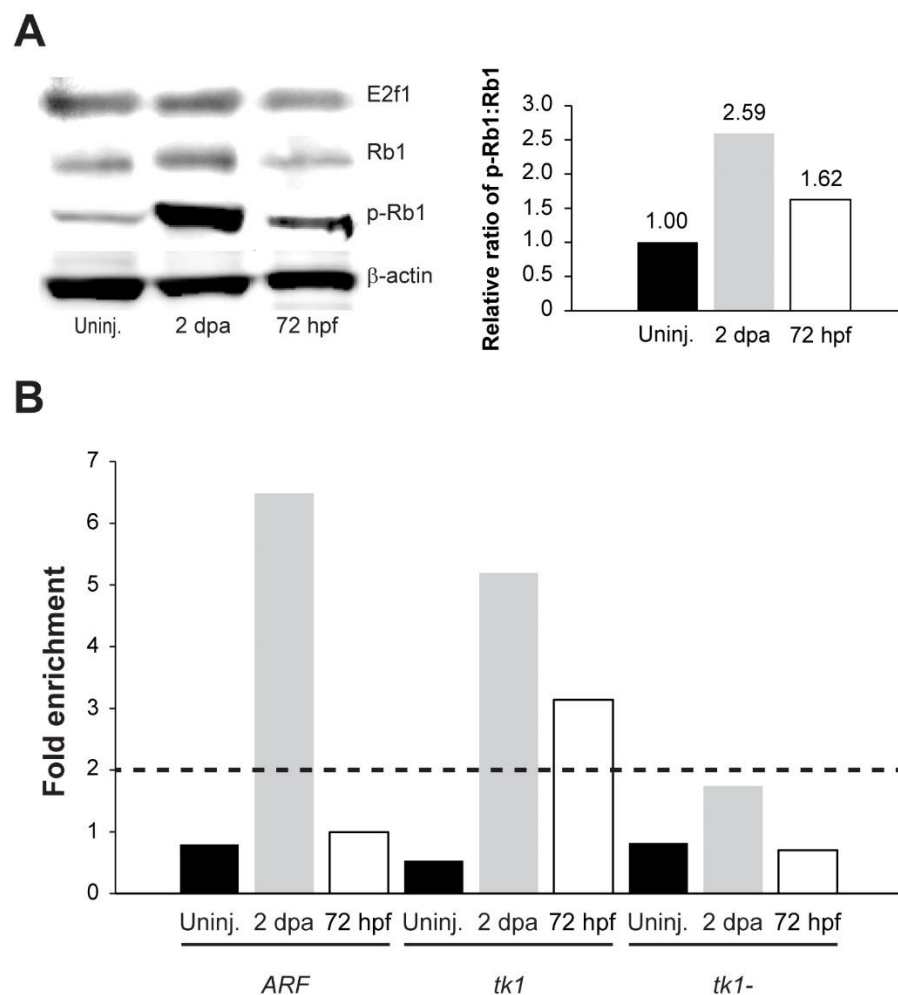 A
E2f1
Rb1
p-Rb1
β-actin
Uninj. 2 dpa 72 hpf
Relative ratio of p-Rb1:Rb1
3.0
2.5
2.0
1.5
1.0
0.5
0
1.00
2.59
1.62
Uninj. 2 dpa 72 hpf
B
Fold enrichment
7
6
5
4
3
2
1
0
Uninj. 2 dpa 72 hpf Uninj. 2 dpa 72 hpf Uninj. 2 dpa 72 hpf
ARF tk1 tk1-